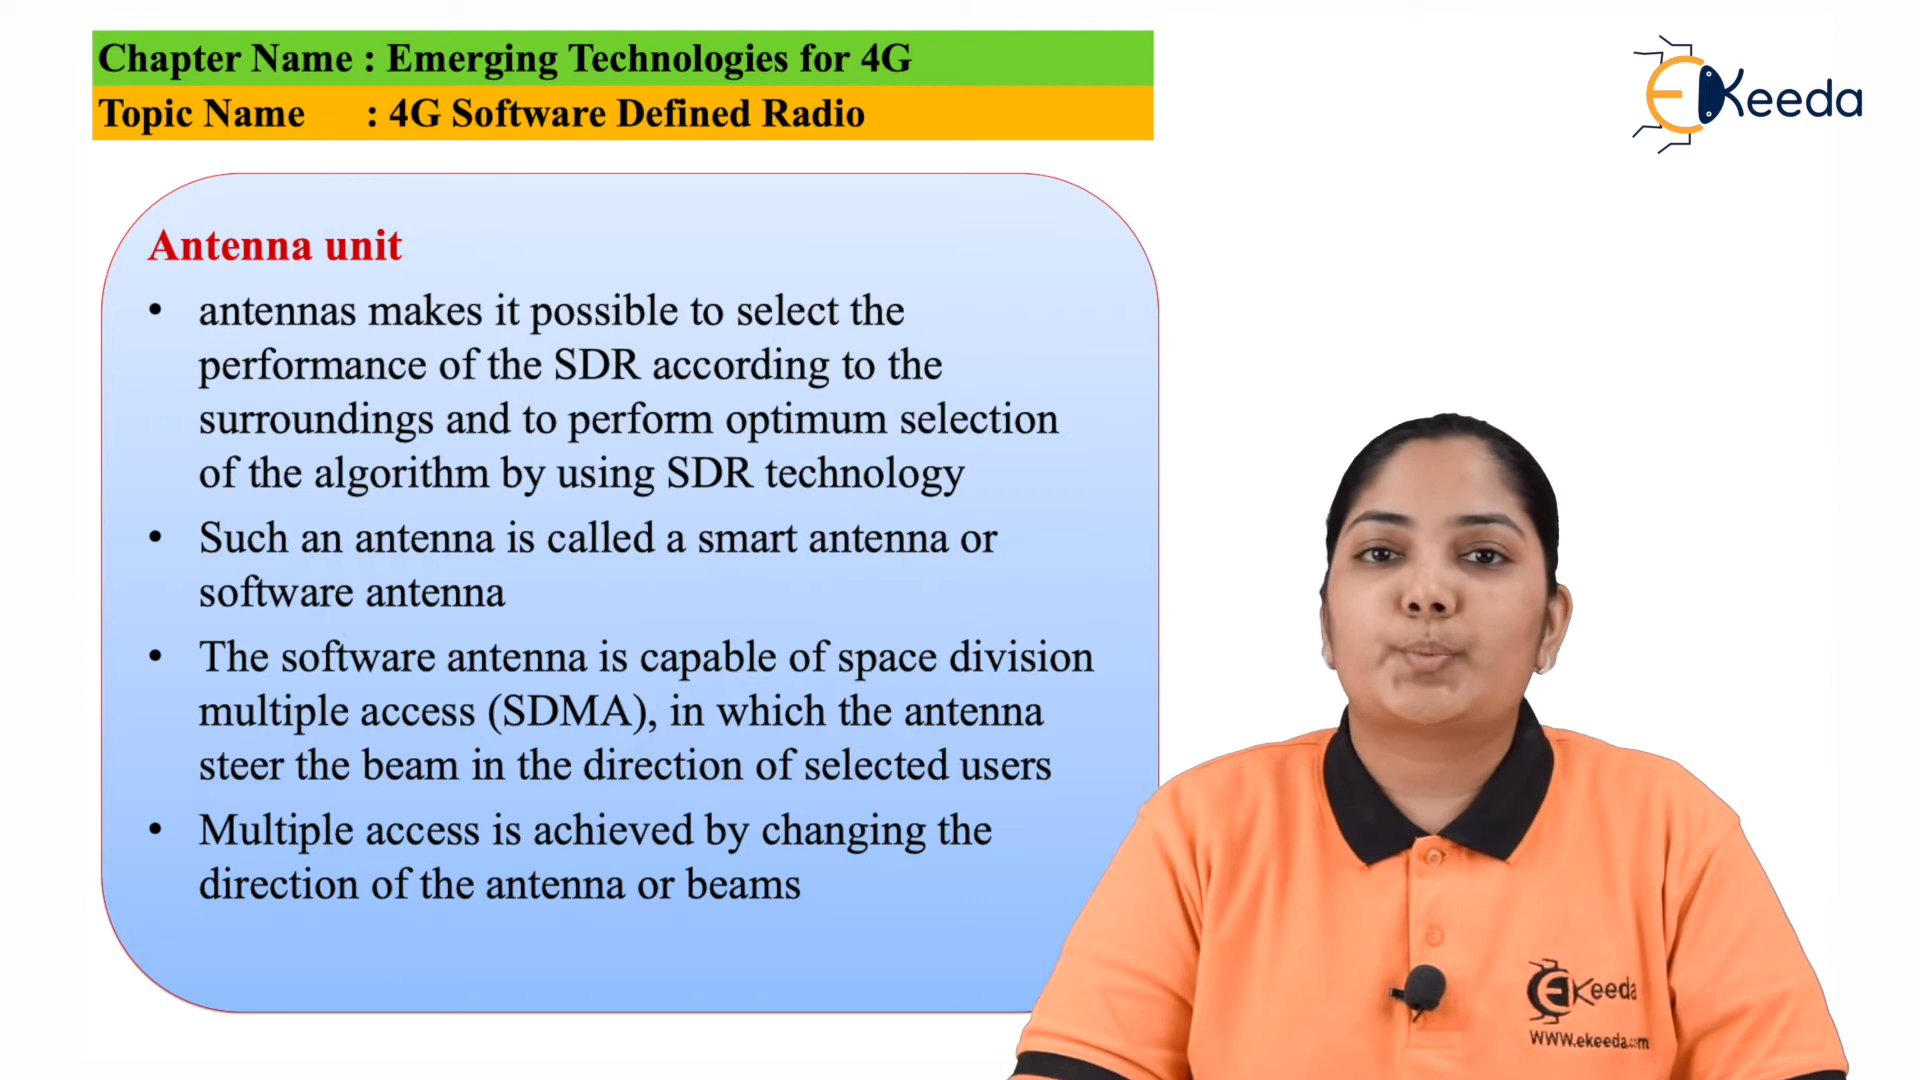 Chapter Name : Emerging Technologies for 4G
Topic Name : 4G Software Defined Radio
EKeeda
Antenna unit
• antennas makes it possible to select the
performance of the SDR according to the
surroundings and to perform optimum selection
of the algorithm by using SDR technology
• Such an antenna is called a smart antenna or
software antenna
• The software antenna is capable of space division
multiple access (SDMA), in which the antenna
steer the beam in the direction of selected users
• Multiple access is achieved by changing the
direction of the antenna or beams
EKeeda
WWW.ekeeda.com